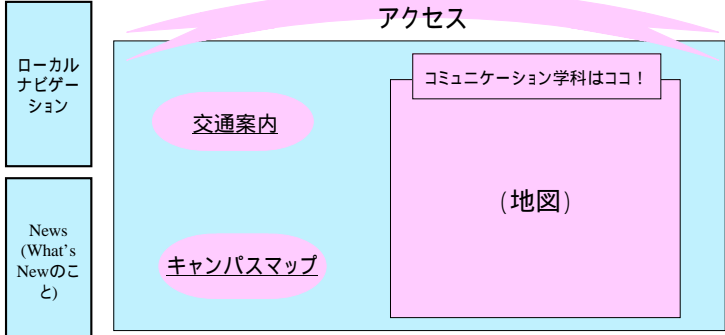 アクセス
ローカル
ナビゲー
ション
コミュニケーション学科はココ！
交通案内
(地図)
News
(What's
Newのこ
と)
キャンパスマップ